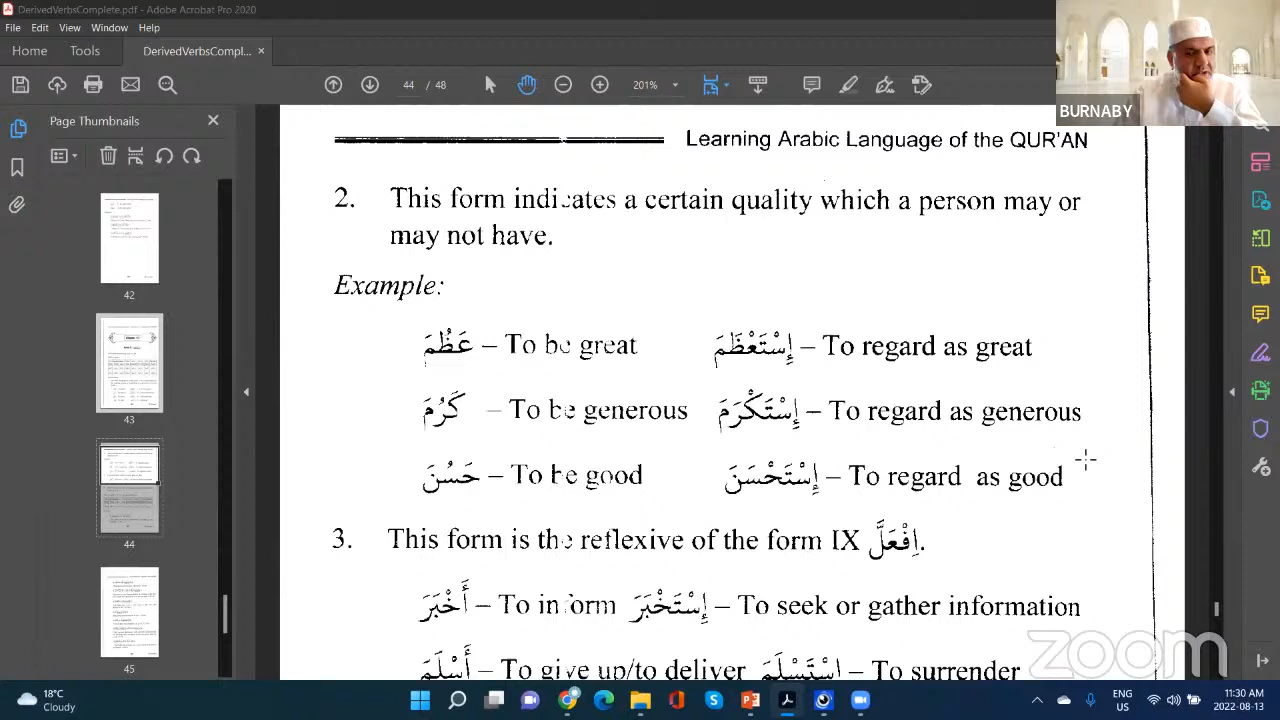 DerivedVerbsComplete.pdf - Adobe Acrobat Pro 2020
File Edit View Window Help
Home Tools DerivedVerbsCompl... ×
44 / 48 201%
BURNABY
Page Thumbnails
42
43
44
45
Learning Arabic Language of the QUR'AN
2. This form indicates a certain quality which a person may or
may not have.
Example:
عَظُمَ – To be great إِسْتَعْظَمَ – To regard as great
كَرُمَ – To be generous إِسْتَكْرَمَ – To regard as generous
حَسُنَ – To be good إِسْتَحْسَنَ – To regard as good
3. This form is the reflexive of the form IX اِفْعَلَّ.
أَخْبَرَ – To inform إِسْتَخْبَرَ – To seek or gather information
أَسْلَمَ – To give up/to deliver إِسْتَسْلَمَ – To surrender
zoom
18°C
Cloudy
ENG
US
11:30 AM
2022-08-13